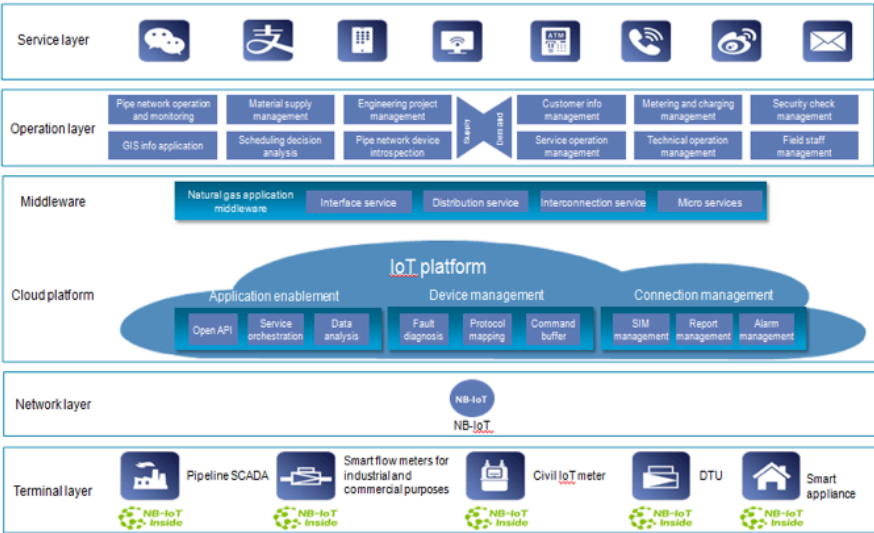 Service layer
ATM
Operation layer
Pipe network operation
and monitoring
Material supply
management
Engineering project
management
Supply
Demand
Customer info
management
Metering and charging
management
Security check
management
GIS info application
Scheduling decision
analysis
Pipe network device
introspection
Service operation
management
Technical operation
management
Field staff
management
Middleware
Natural gas application
middleware
Interface service
Distribution service
Interconnection service
Micro services
Cloud platform
IoT platform
Application enablement
Device management
Connection management
Open API
Service
orchestration
Data
analysis
Fault
diagnosis
Protocol
mapping
Command
buffer
SIM
management
Report
management
Alarm
management
Network layer
NB-IoT
NB-IoT
Terminal layer
Pipeline SCADA
Smart flow meters for
industrial and
commercial purposes
Civil IoT meter
DTU
Smart
appliance
NB-IoT
Inside
NB-IoT
Inside
NB-IoT
Inside
NB-IoT
Inside
NB-IoT
Inside